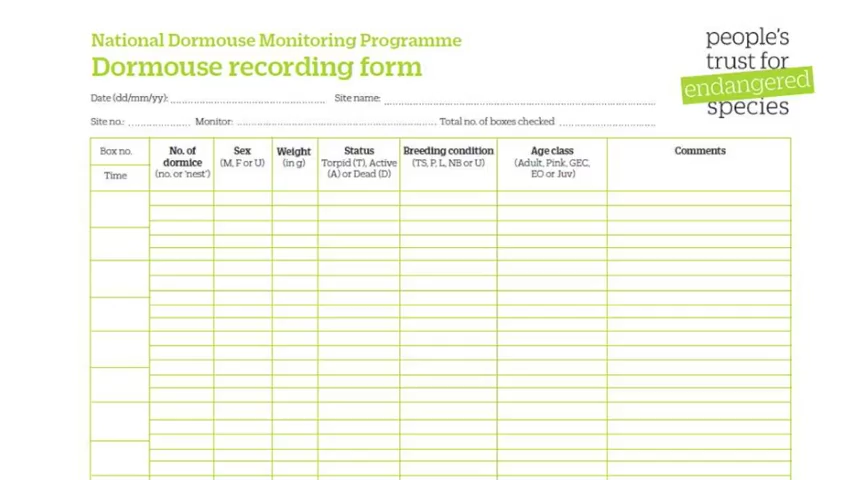 National Dormouse Monitoring Programme
Dormouse recording form
people's
trust for
endangered
species
Date (dd/mm/yy): Site name:
Site no.: Monitor: Total no. of boxes checked
Box no.
Time
No. of
dormice
(no. or 'nest')
Sex
(M, F or U)
Weight
(in g)
Status
Torpid (T), Active
(A) or Dead (D)
Breeding condition
(TS, P, L, NB or U)
Age class
(Adult, Pink, GEC,
EO or Juv)
Comments